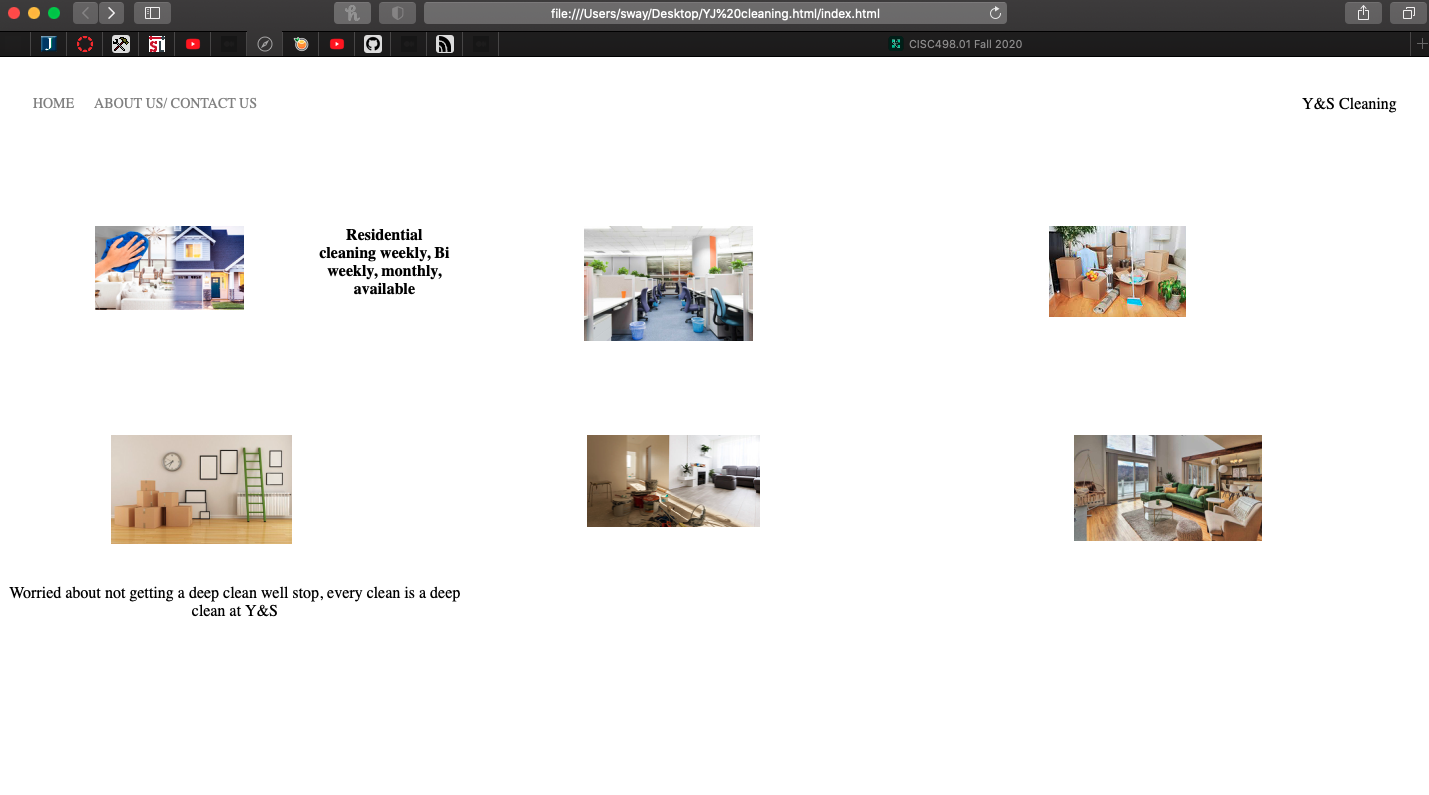 file:///Users/sway/Desktop/YJ%20cleaning.html/index.html
J
CISC498.01 Fall 2020
HOME ABOUT US/ CONTACT US
Y&S Cleaning
Residential
cleaning weekly, Bi
weekly, monthly,
available
Worried about not getting a deep clean well stop, every clean is a deep
clean at Y&S